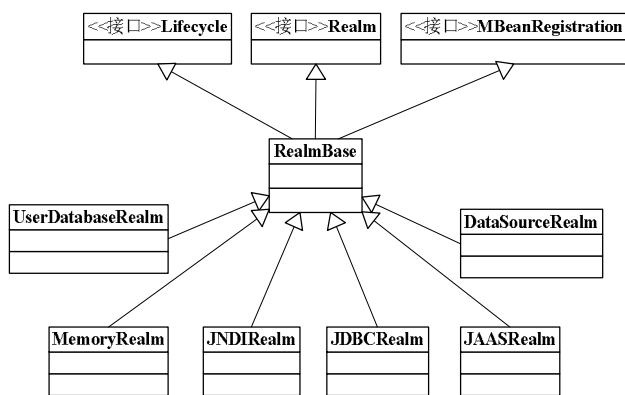 <<接口>>Lifecycle
<<接口>>Realm
<<接口>>MBeanRegistration
RealmBase
UserDatabaseRealm
DataSourceRealm
MemoryRealm
JNDIRealm
JDBCRealm
JAASRealm